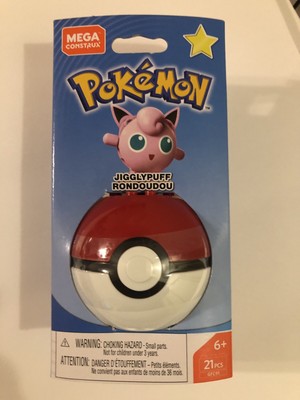 MEGA
CONSTRUX
POKéMON
JIGGLYPUFF
RONDOUDOU
WARNING: CHOKING HAZARD - Small parts.
Not for children under 3 years.
ATTENTION: DANGER D'ÉTOUFFEMENT - Petits éléments.
Ne convient pas aux enfants de moins de 36 mois.
6+
21 PCS